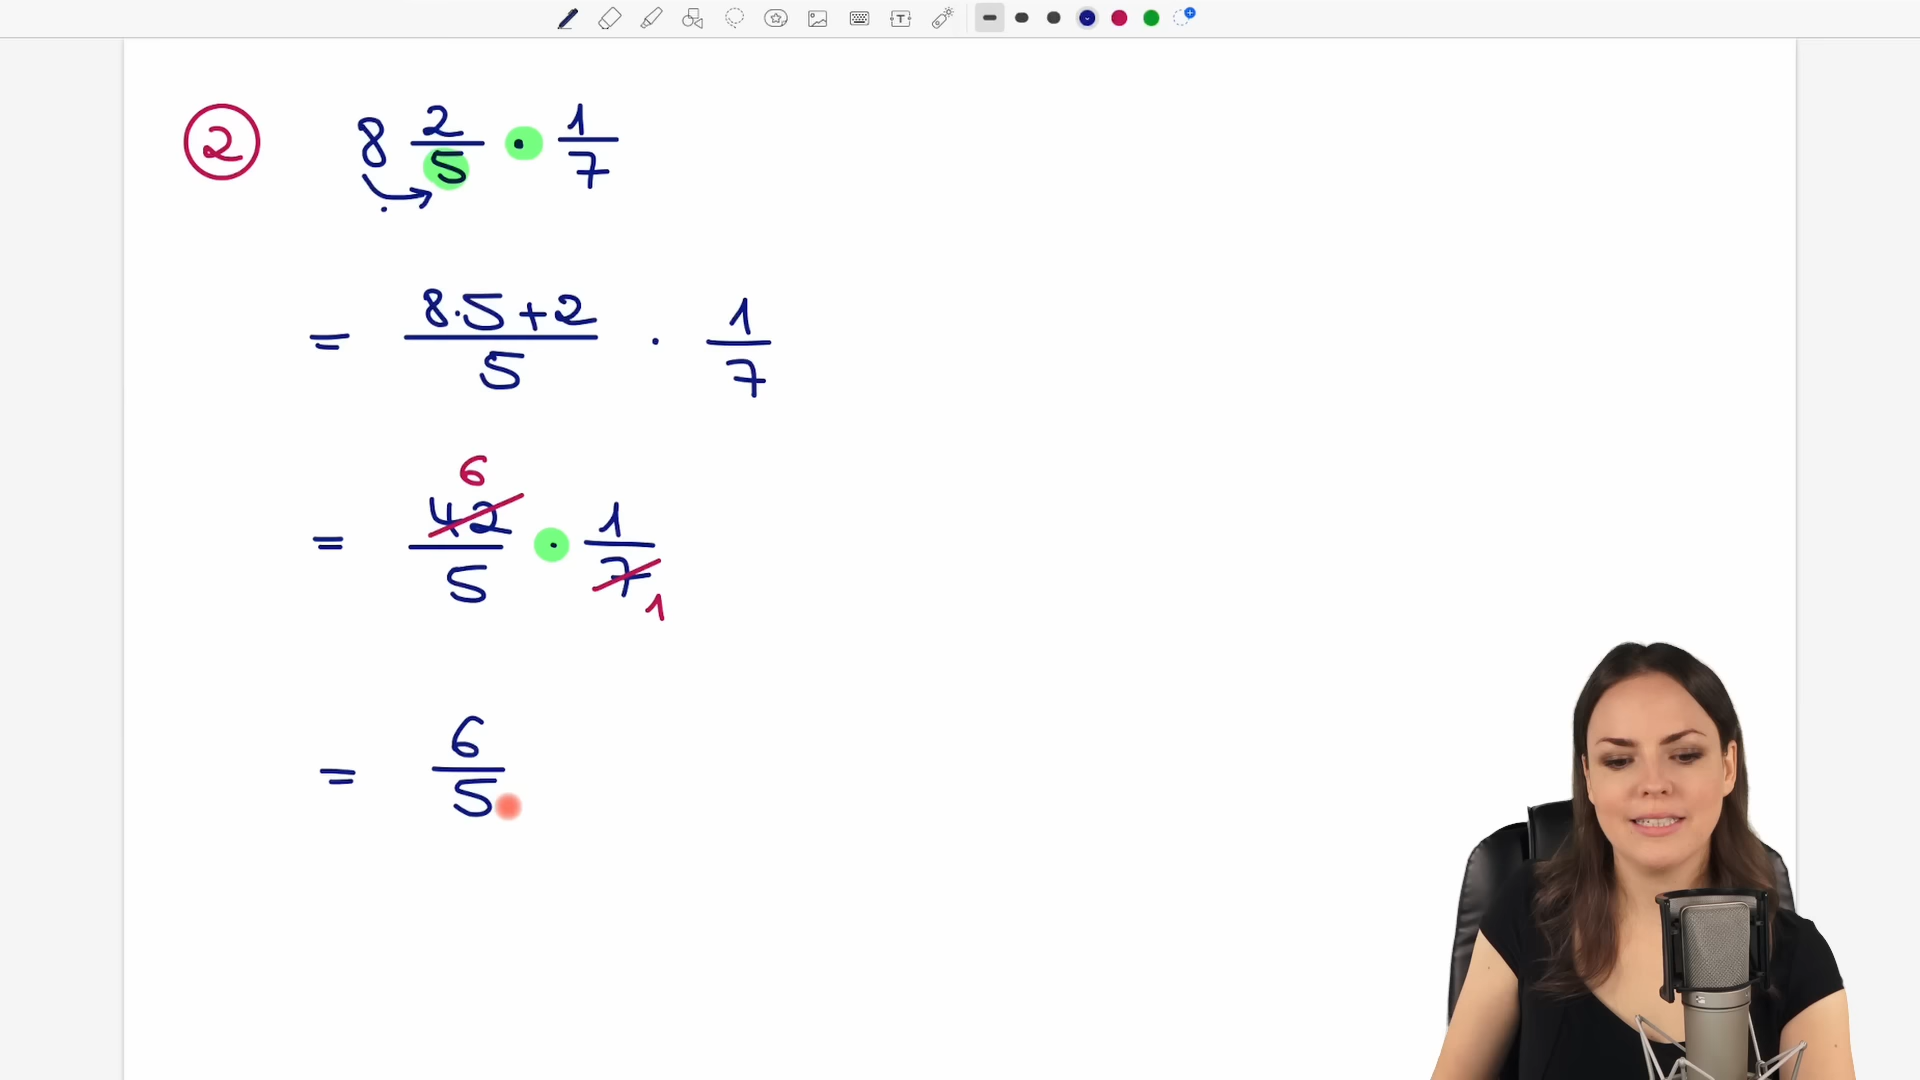 ② 8 2/5 · 1/7
·
= 8·5+2/5 · 1/7
6
= 42/5 · 1/7
1
= 6/5